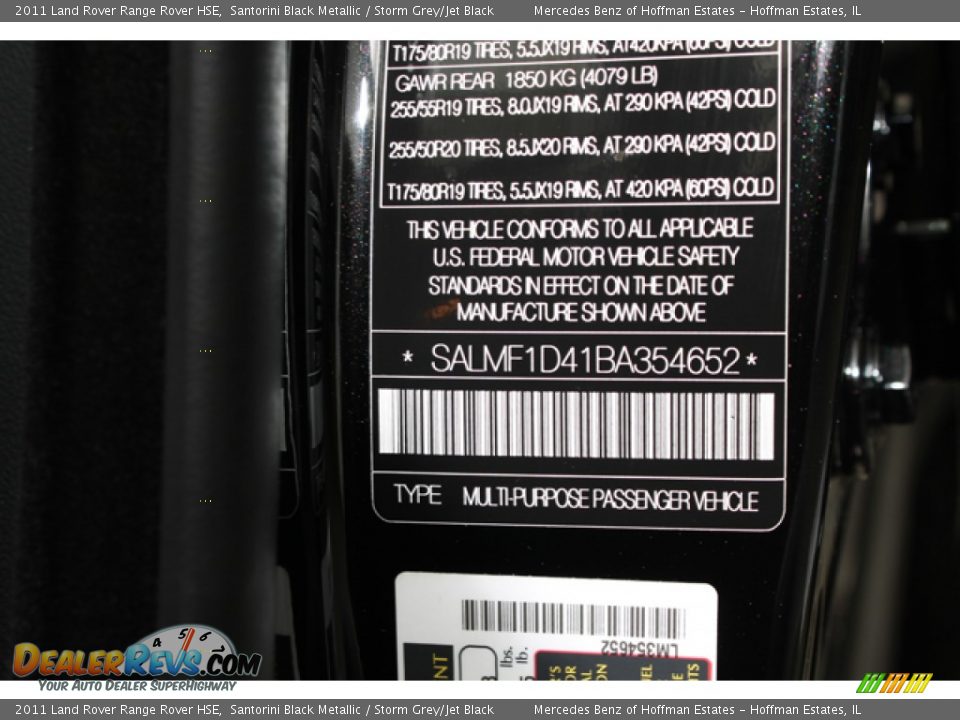 2011 Land Rover Range Rover HSE, Santorini Black Metallic / Storm Grey/Jet Black Mercedes Benz of Hoffman Estates - Hoffman Estates, IL
T175/80R19 TIRES, 5.5JX19 RIMS, AT 420KPA (60PSI) COLD
GAWR REAR 1850 KG (4079 LB)
255/55R19 TIRES, 8.0JX19 RIMS, AT 290 KPA (42PSI) COLD
255/50R20 TIRES, 8.5JX20 RIMS, AT 290 KPA (42PSI) COLD
T175/80R19 TIRES, 5.5JX19 RIMS, AT 420 KPA (60PSI) COLD
THIS VEHICLE CONFORMS TO ALL APPLICABLE
U.S. FEDERAL MOTOR VEHICLE SAFETY
STANDARDS IN EFFECT ON THE DATE OF
MANUFACTURE SHOWN ABOVE
* SALMF1D41BA354652 *
TYPE MULTI-PURPOSE PASSENGER VEHICLE
LM354652
lbs.
lb.
4 5 6
DEALERREVS.COM
YOUR AUTO DEALER SUPERHIGHWAY
2011 Land Rover Range Rover HSE, Santorini Black Metallic / Storm Grey/Jet Black Mercedes Benz of Hoffman Estates - Hoffman Estates, IL